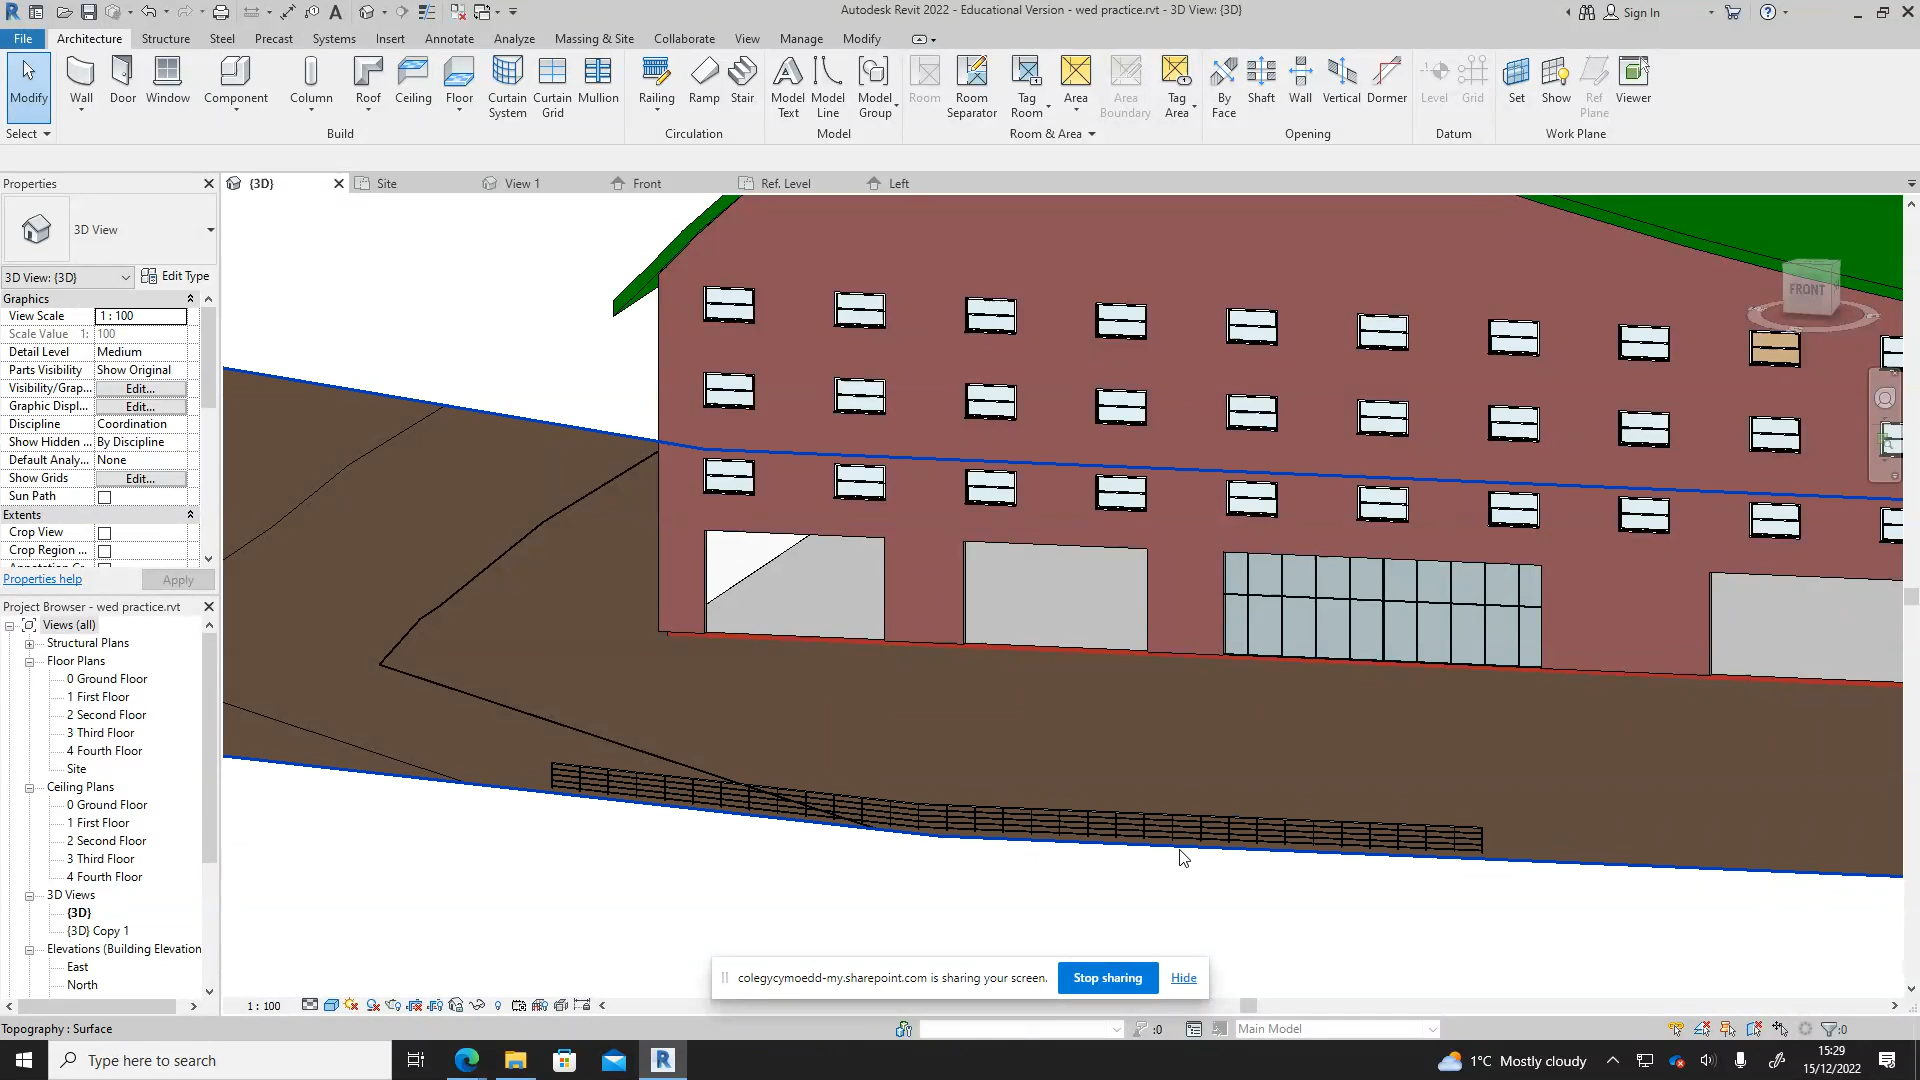 Autodesk Revit 2022 - Educational Version - wed practice.rvt - 3D View: {3D}
Sign In
File Architecture Structure Steel Precast Systems Insert Annotate Analyze Massing & Site Collaborate View Manage Modify
Modify Wall Door Window Component Column Roof Ceiling Floor Curtain System Curtain Grid Mullion Railing Ramp Stair Model Text Model Line Model Group Room Room Separator Tag Room Area Area Boundary Tag Area By Face Shaft Wall Vertical Dormer Level Grid Set Show Ref Plane Viewer
Select Build Circulation Model Room & Area Opening Datum Work Plane
Properties
{3D} Site View 1 Front Ref. Level Left
3D View
3D View: {3D} Edit Type
Graphics
View Scale 1 : 100
Scale Value 1: 100
Detail Level Medium
Parts Visibility Show Original
Visibility/Grap... Edit...
Graphic Displ... Edit...
Discipline Coordination
Show Hidden ... By Discipline
Default Analy... None
Show Grids Edit...
Sun Path
Extents
Crop View
Crop Region ...
Properties help Apply
Project Browser - wed practice.rvt
Views (all)
Structural Plans
Floor Plans
0 Ground Floor
1 First Floor
2 Second Floor
3 Third Floor
4 Fourth Floor
Site
Ceiling Plans
0 Ground Floor
1 First Floor
2 Second Floor
3 Third Floor
4 Fourth Floor
3D Views
{3D}
{3D} Copy 1
Elevations (Building Elevation
East
North
FRONT
colegycymoedd-my.sharepoint.com is sharing your screen. Stop sharing Hide
1 : 100
Topography : Surface
:0
Main Model
:0
Type here to search
1°C Mostly cloudy
15:29
15/12/2022